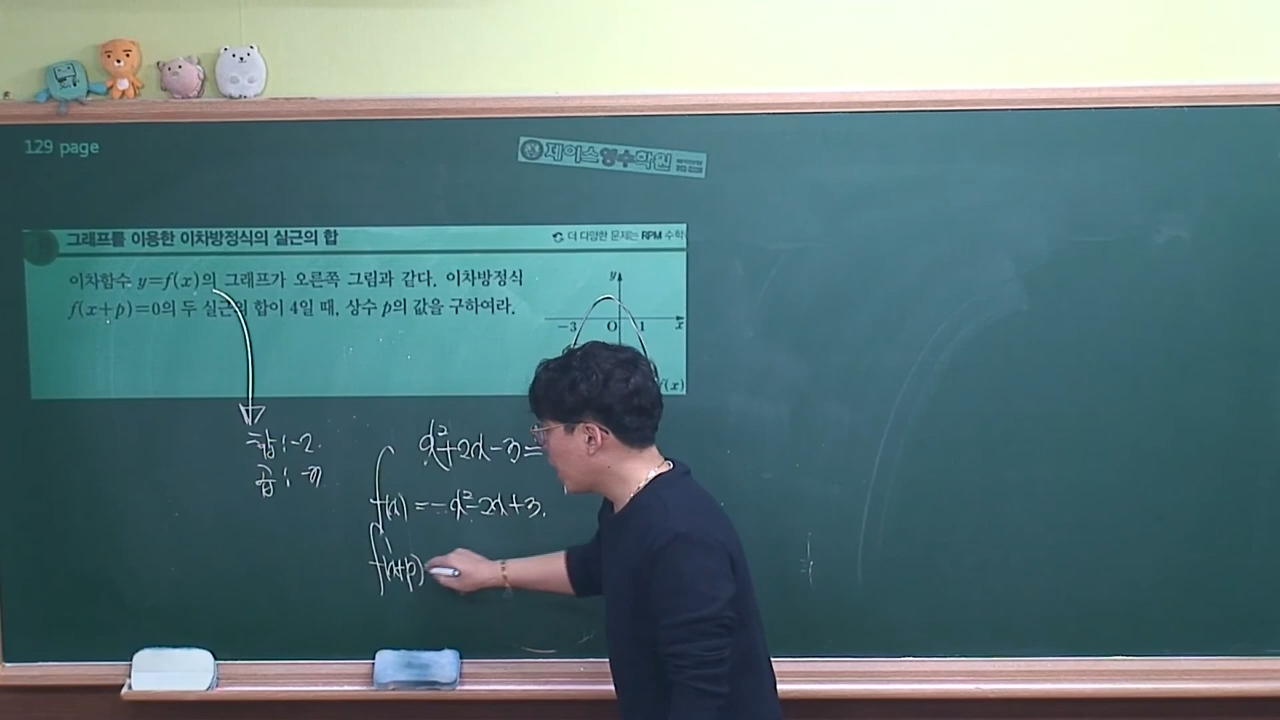 129 page
제이스영수학원
그래프를 이용한 이차방정식의 실근의 합
더 다양한 문제는 RPM 수학
이차함수 y=f(x)의 그래프가 오른쪽 그림과 같다. 이차방정식
f(x+p)=0의 두 실근의 합이 4일 때, 상수 p의 값을 구하여라.
y
-3 O 1 x
f(x)
합 : -2.
곱 : -3
x²+2x-3=
f(x) = -x²-2x+3.
f(x+p)